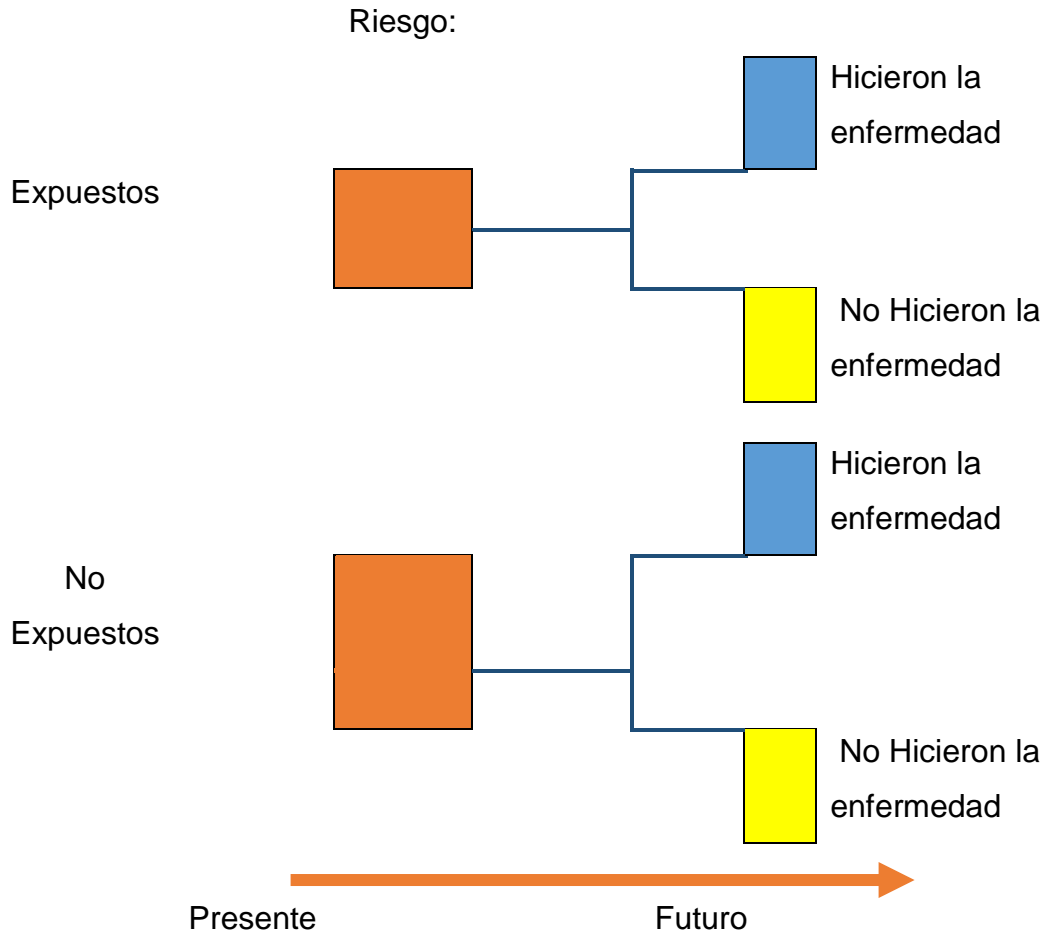 Riesgo:
Hicieron la
enfermedad
Expuestos
No Hicieron la
enfermedad
Hicieron la
enfermedad
No
Expuestos
No Hicieron la
enfermedad
Presente
Futuro